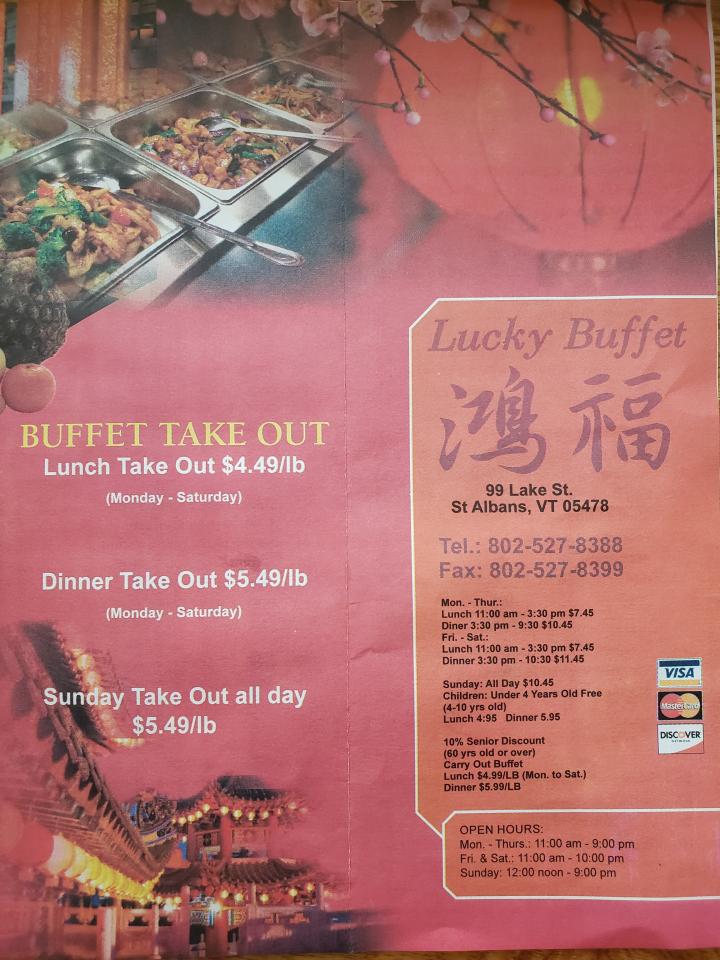 BUFFET TAKE OUT
Lunch Take Out $4.49/lb
(Monday - Saturday)
Dinner Take Out $5.49/lb
(Monday - Saturday)
Sunday Take Out all day
$5.49/lb
Lucky Buffet
鴻福
99 Lake St.
St Albans, VT 05478
Tel.: 802-527-8388
Fax: 802-527-8399
Mon. - Thur.:
Lunch 11:00 am - 3:30 pm $7.45
Diner 3:30 pm - 9:30 $10.45
Fri. - Sat.:
Lunch 11:00 am - 3:30 pm $7.45
Dinner 3:30 pm - 10:30 $11.45
Sunday: All Day $10.45
Children: Under 4 Years Old Free
(4-10 yrs old)
Lunch 4:95 Dinner 5.95
10% Senior Discount
(60 yrs old or over)
Carry Out Buffet
Lunch $4.99/LB (Mon. to Sat.)
Dinner $5.99/LB
VISA
MasterCard
DISCOVER
NETWORK
OPEN HOURS:
Mon. - Thurs.: 11:00 am - 9:00 pm
Fri. & Sat.: 11:00 am - 10:00 pm
Sunday: 12:00 noon - 9:00 pm